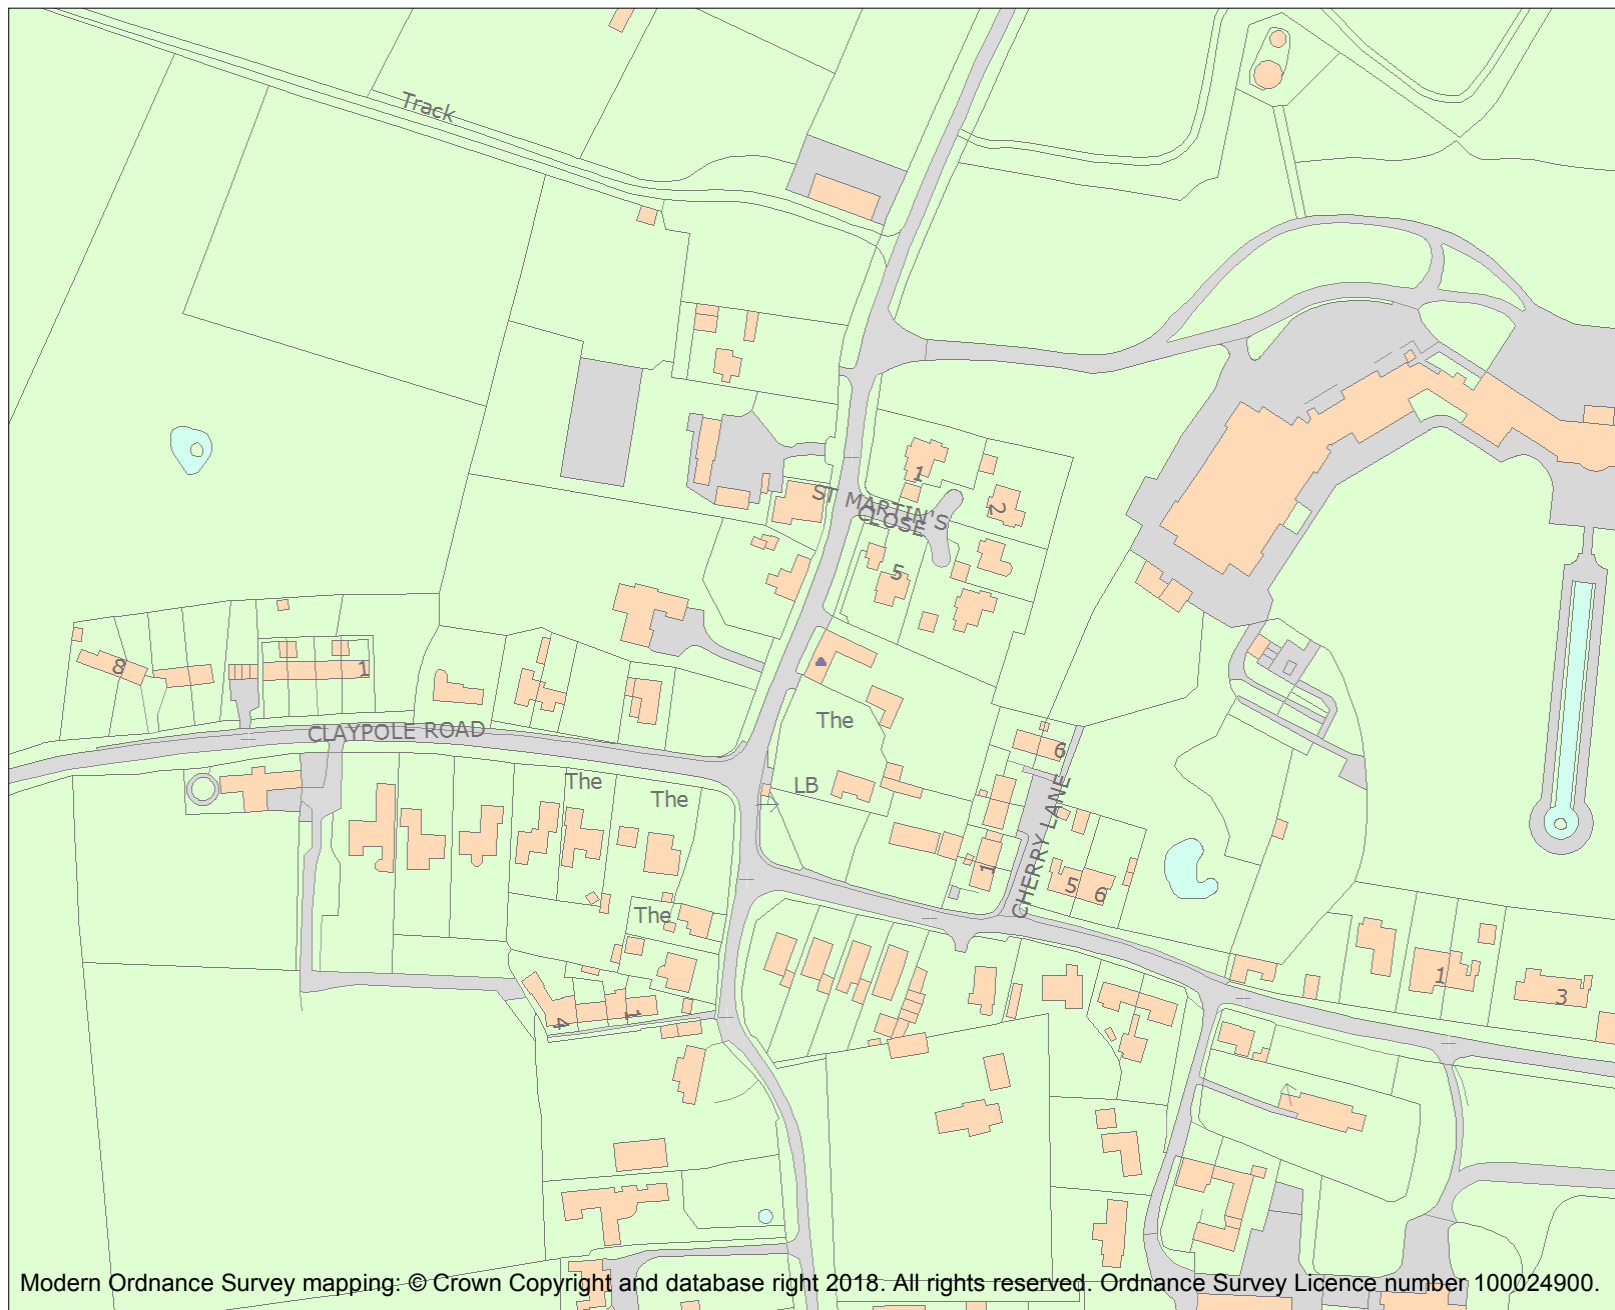 Track
1
ST MARTIN'S
CLOSE
2
5
8
1
The
CLAYPOLE ROAD
6
The
The
LB
CHERRY LANE
1
5
6
The
1
3
4
1
Modern Ordnance Survey mapping: © Crown Copyright and database right 2018. All rights reserved. Ordnance Survey Licence number 100024900.